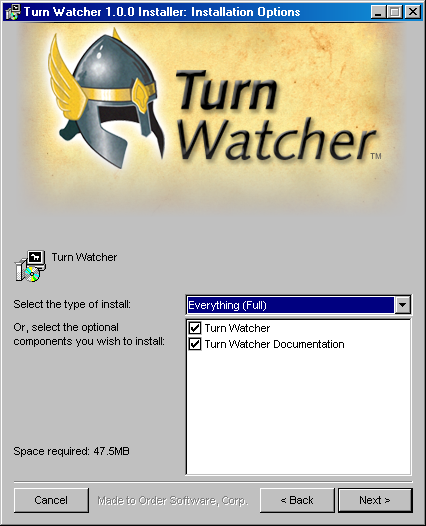 Turn Watcher 1.0.0 Installer: Installation Options
Turn
Watcher™
Turn Watcher
Select the type of install:
Everything (Full)
Or, select the optional
components you wish to install:
Turn Watcher
Turn Watcher Documentation
Space required: 47.5MB
Cancel
Made to Order Software, Corp.
< Back
Next >